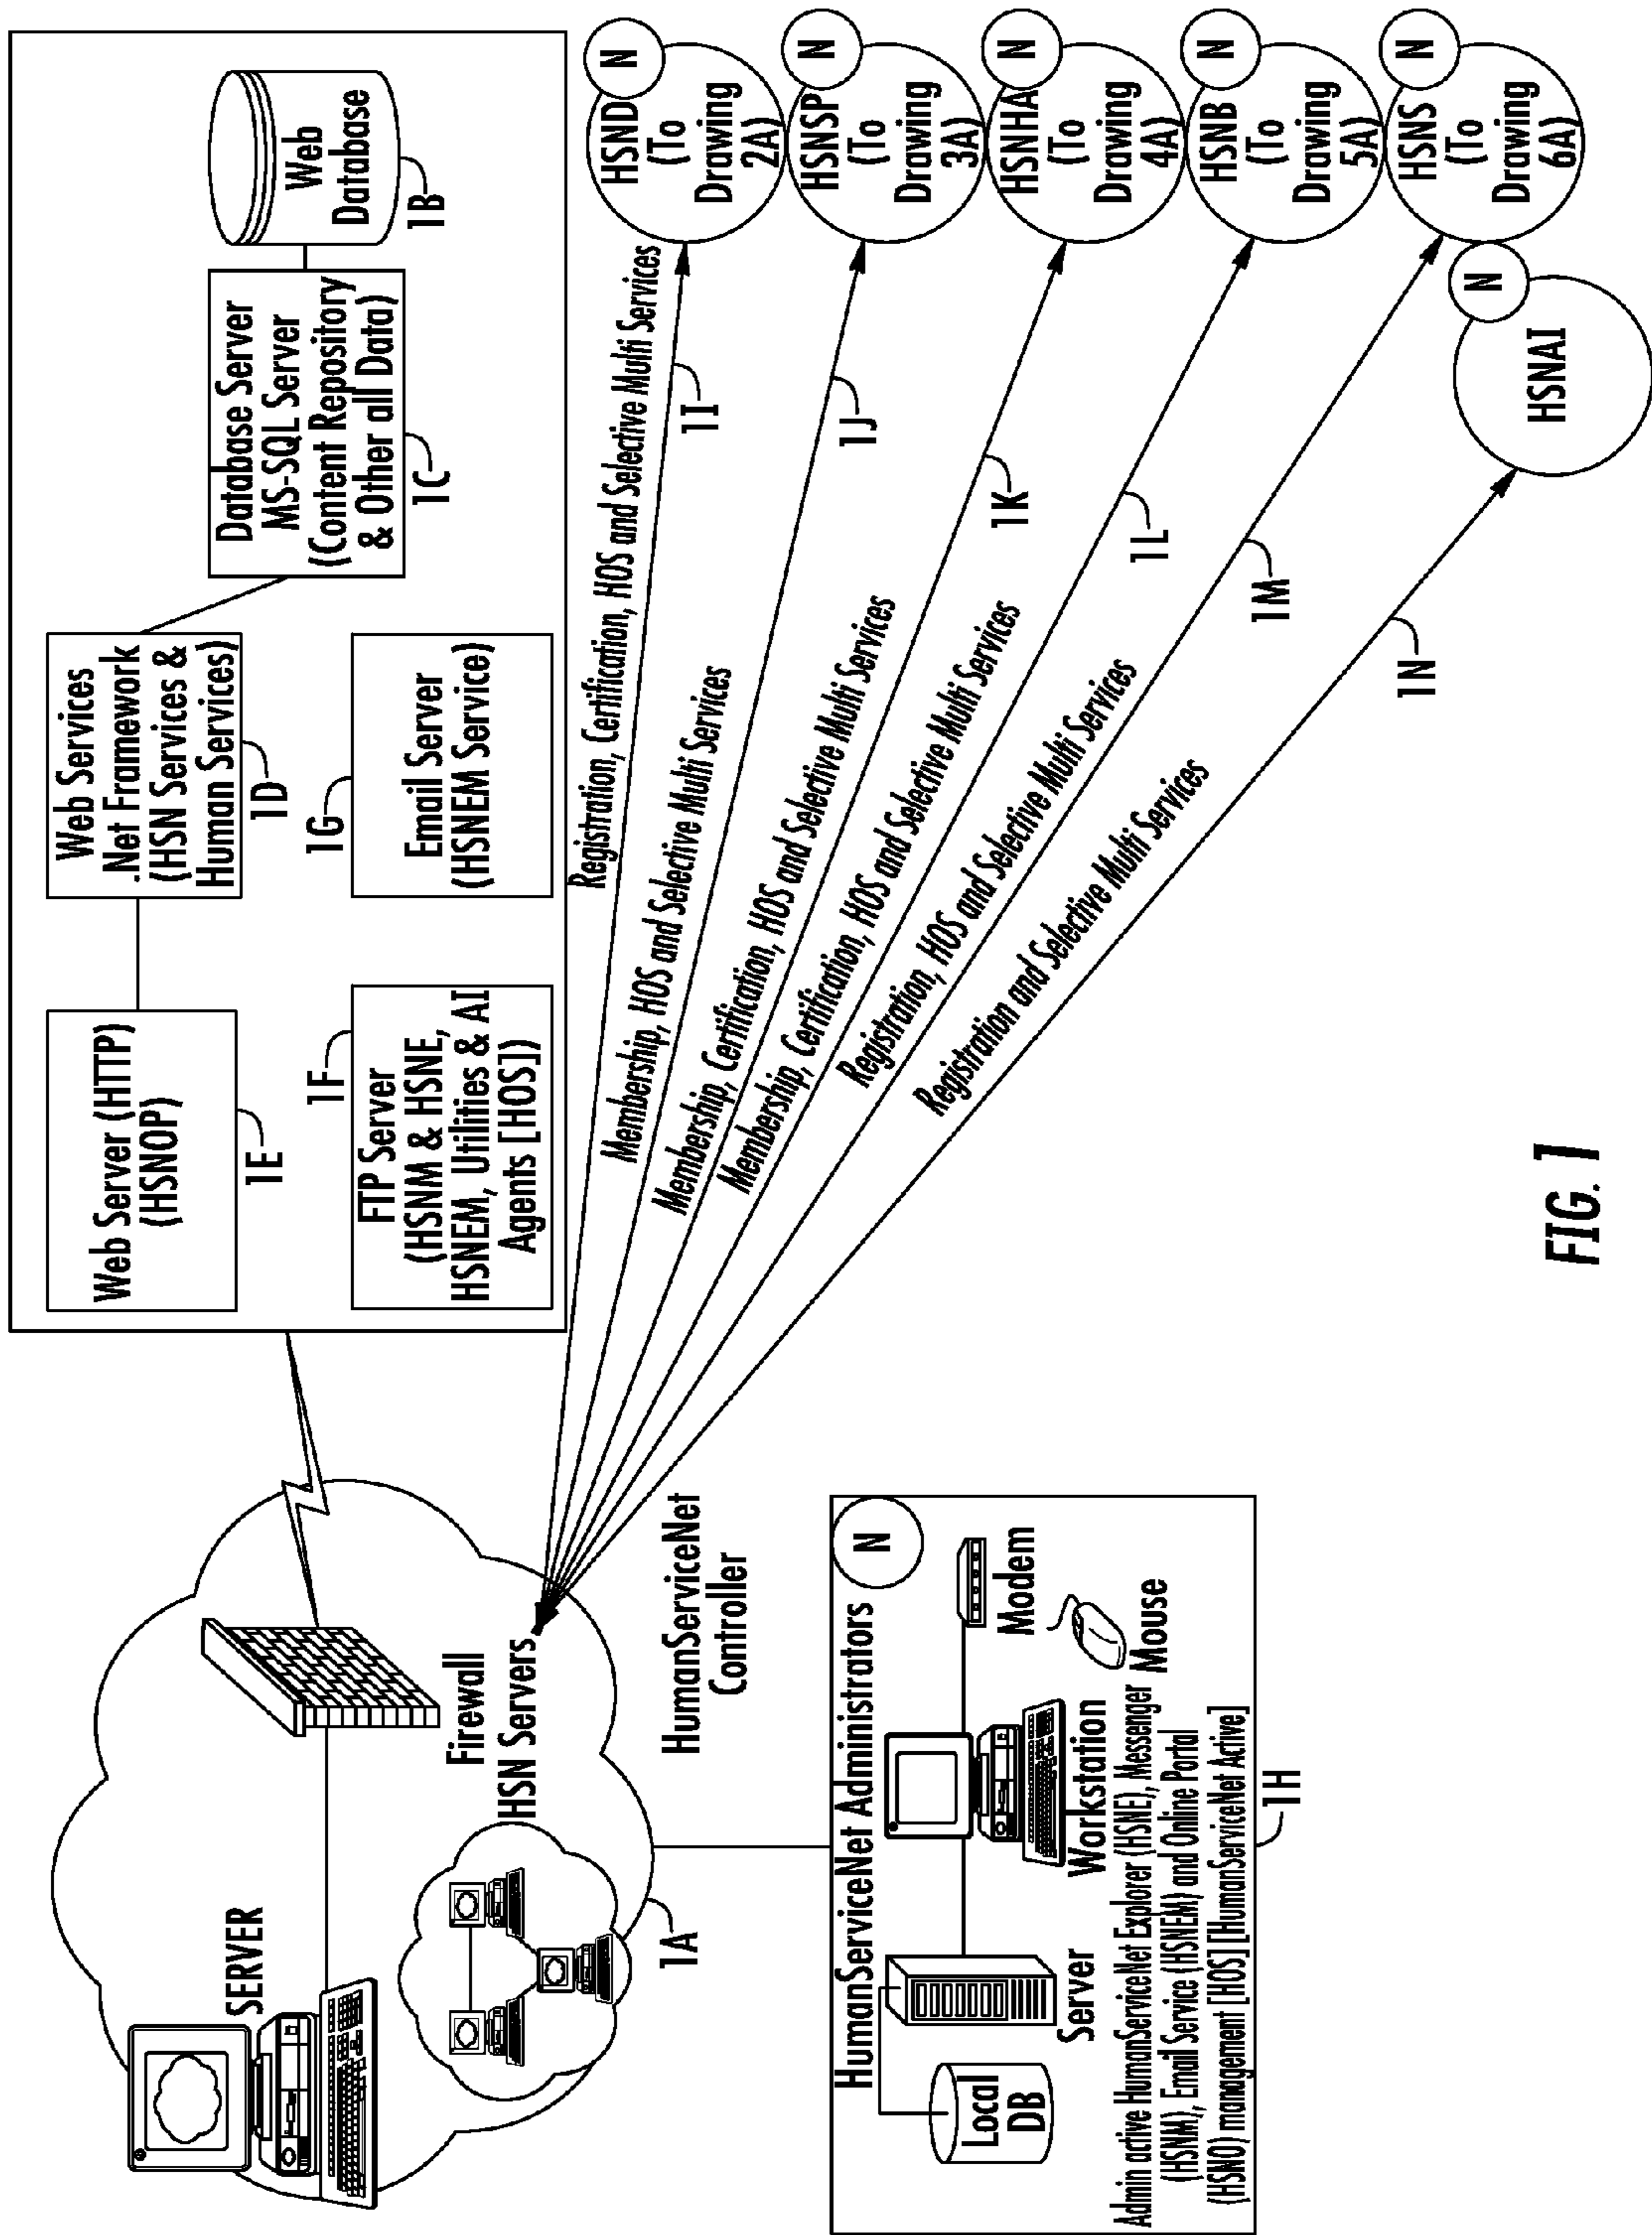 SERVER
Firewall
HSN Servers
1A
HumanServiceNet
Controller
Web Server (HTTP)
(HSNOP)
1E
Web Services
.Net Framework
(HSN Services &
Human Services)
1D
Database Server
MS-SQL Server
(Content Repository
& Other all Data)
1C
Web
Database
1B
1F
FTP Server
(HSNM & HSNE,
HSNEM, Utilities & AI
Agents [HOS])
1G
Email Server
(HSNEM Service)
Registration, Certification, HOS and Selective Multi Services
1I
HSND
(To
Drawing
2A)
N
Membership, HOS and Selective Multi Services
1J
HSNSP
(To
Drawing
3A)
N
Membership, Certification, HOS and Selective Multi Services
1K
HSNHA
(To
Drawing
4A)
N
Membership, Certification, HOS and Selective Multi Services
1L
HSNB
(To
Drawing
5A)
N
Registration, HOS and Selective Multi Services
1M
HSNS
(To
Drawing
6A)
N
Registration and Selective Multi Services
1N
HSNAI
N
HumanServiceNet Administrators
N
Local
DB
Server
Workstation
Modem
Mouse
Admin active HumanServiceNet Explorer (HSNE), Messenger
(HSNM), Email Service (HSNEM) and Online Portal
(HSNO) management [HOS] [HumanServiceNet Active]
1H
FIG. 1